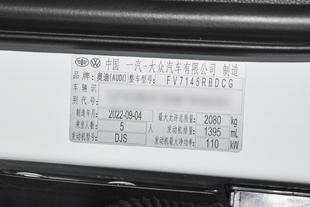 中国 一汽-大众汽车有限公司 制造
品牌: 奥迪(AUDI) 整车型号: FV7145RBDCG
车辆识
别代号:
制造年月 2022-09-04 最大允许总质量 2080 kg
乘坐人数 5 人 发动机排量 1395 mL
发动机型号 DJS 发动机最大净功率 110 kW